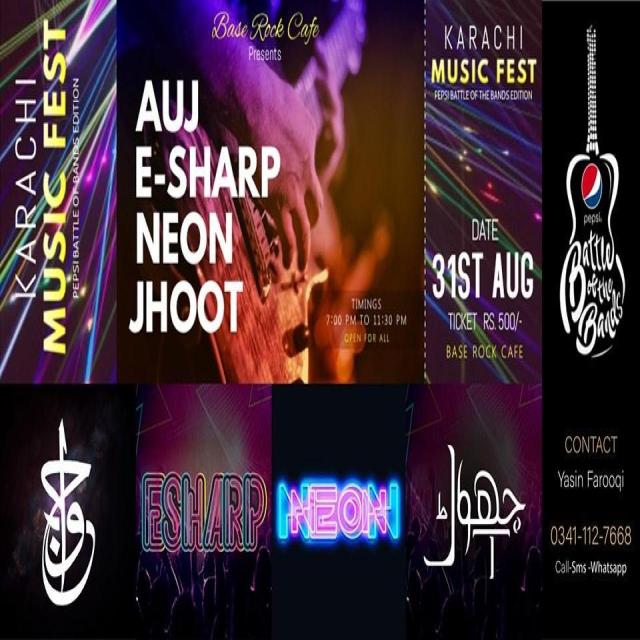 KARACHI
MUSIC FEST
PEPSI BATTLE OF THE BANDS EDITION
Base Rock Cafe
Presents
AUJ
E-SHARP
NEON
JHOOT
TIMINGS
7:00 PM TO 11:30 PM
OPEN FOR ALL
KARACHI
MUSIC FEST
PEPSI BATTLE OF THE BANDS EDITION
DATE
31ST AUG
TICKET RS. 500/-
BASE ROCK CAFE
pepsi
Battle
of the
Bands
CONTACT
Yasin Farooqi
0341-112-7668
Call-Sms-Whatsapp
اوج
ESHARP
NEON
جھوٹ